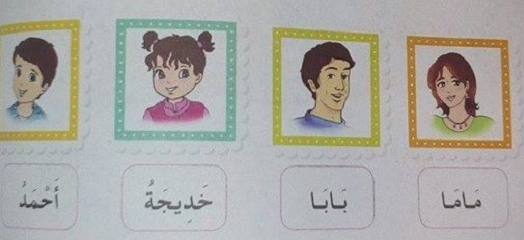 مَامَا
بَابَا
خَدِيجَةُ
أَحْمَدُ